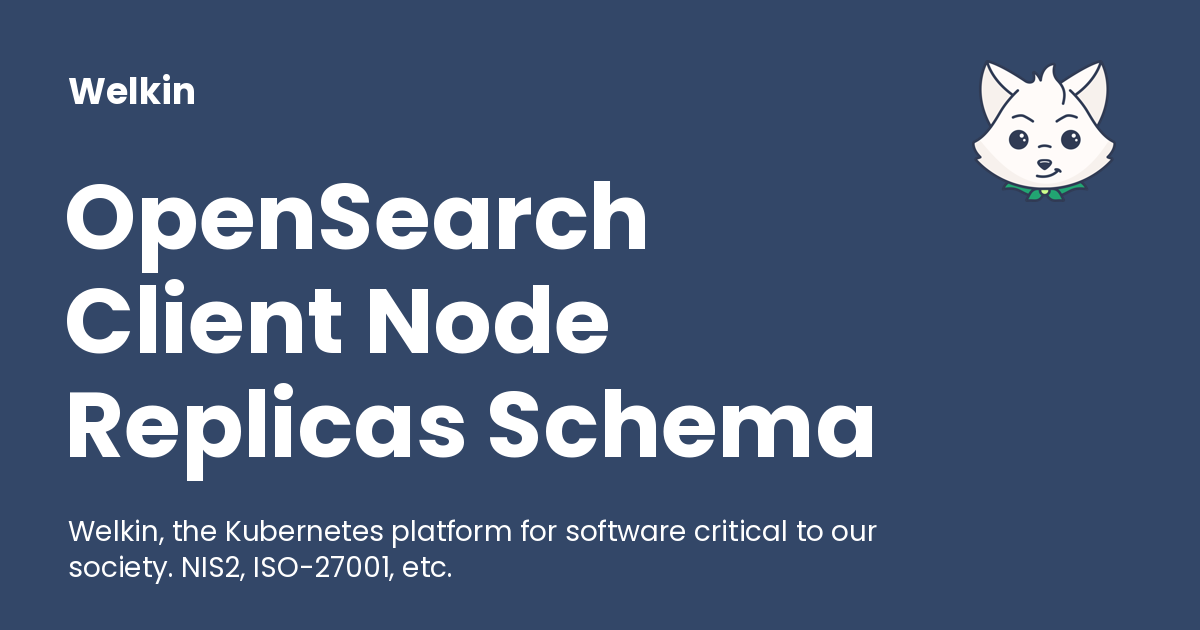 Welkin
OpenSearch
Client Node
Replicas Schema
Welkin, the Kubernetes platform for software critical to our
society. NIS2, ISO-27001, etc.